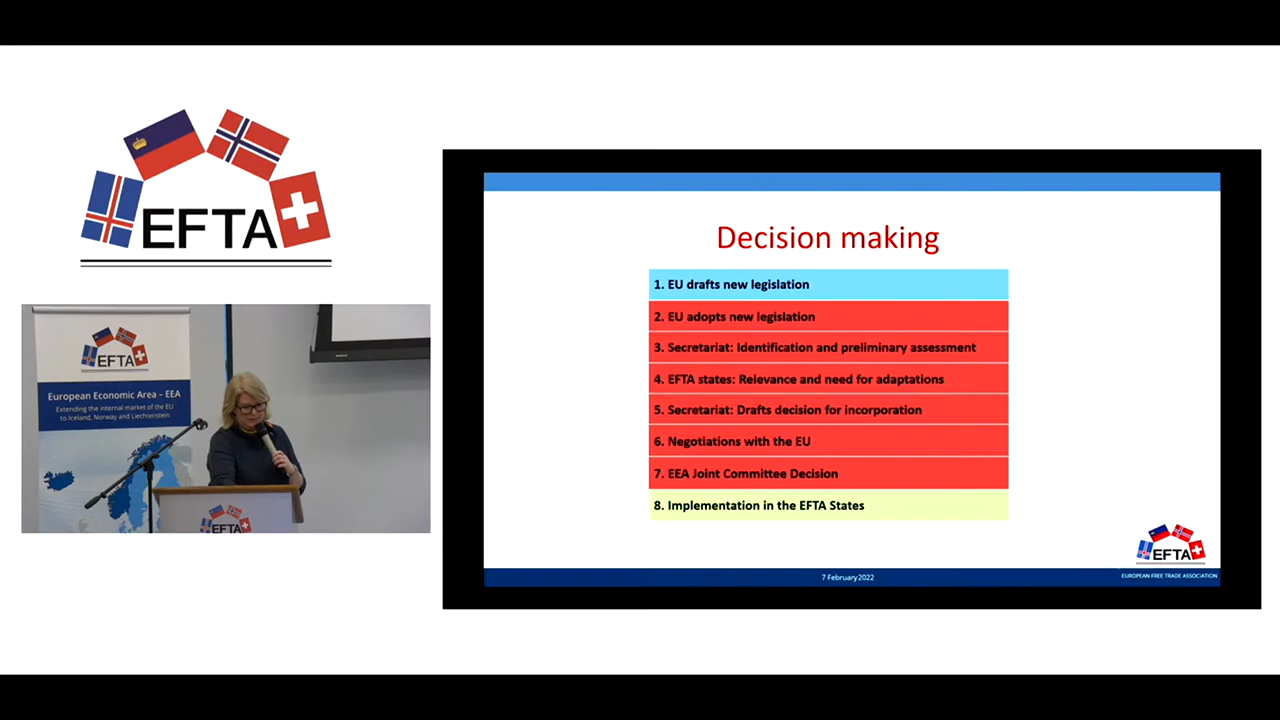 EFTA
EFTA
European Economic Area – EEA
Extending the internal market of the EU
to Iceland, Norway and Liechtenstein
EFTA
Decision making
1. EU drafts new legislation
2. EU adopts new legislation
3. Secretariat: Identification and preliminary assessment
4. EFTA states: Relevance and need for adaptations
5. Secretariat: Drafts decision for incorporation
6. Negotiations with the EU
7. EEA Joint Committee Decision
8. Implementation in the EFTA States
EFTA
7 February2022
EUROPEAN FREE TRADE ASSOCIATION